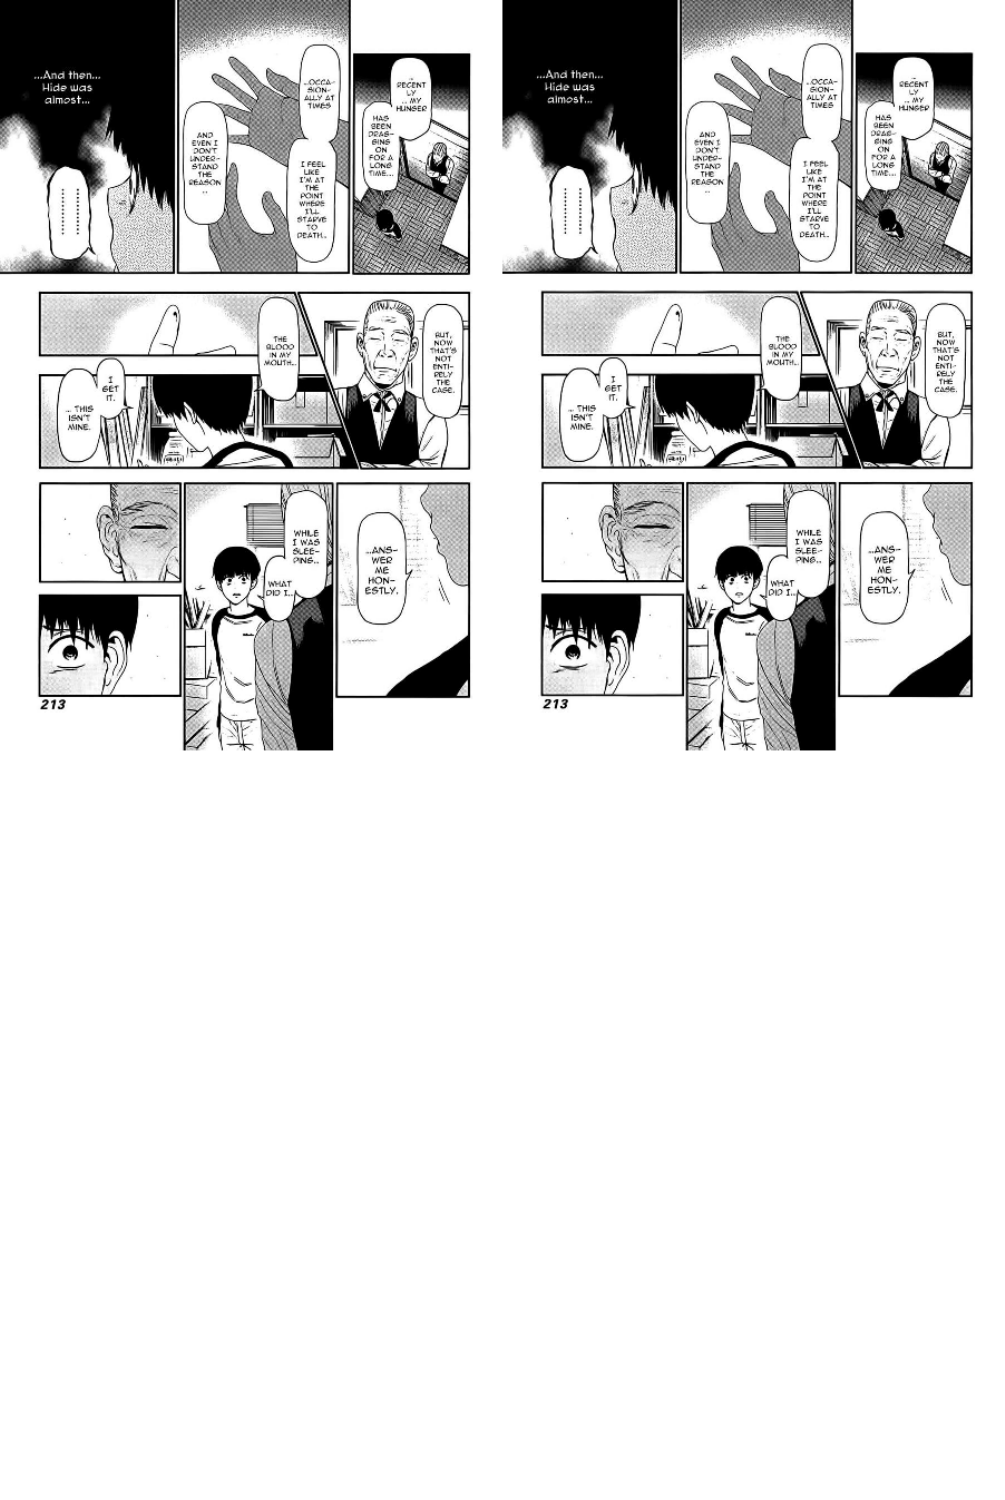 ...
RECENT
LY
... MY
HUNGER
HAS
BEEN
DRAG-
GING
ON
FOR A
LONG
TIME...
...OCCA-
SION-
ALLY AT
TIMES
I FEEL
LIKE
I'M AT
THE
POINT
WHERE
I'LL
STARVE
TO
DEATH...
AND
EVEN I
DON'T
UNDER-
STAND
THE
REASON
..
...And then...
Hide was
almost...
BUT,
NOW
THAT'S
NOT
ENTI-
RELY
THE
CASE.
THE
BLOOD
IN MY
MOUTH...
I
GET
IT.
... THIS
ISN'T
MINE.
...ANS-
WER
ME
HON-
ESTLY.
WHILE
I WAS
SLEE-
PING...
WHAT
DID I...
213
...
RECENT
LY
... MY
HUNGER
HAS
BEEN
DRAG-
GING
ON
FOR A
LONG
TIME...
...OCCA-
SION-
ALLY AT
TIMES
I FEEL
LIKE
I'M AT
THE
POINT
WHERE
I'LL
STARVE
TO
DEATH...
AND
EVEN I
DON'T
UNDER-
STAND
THE
REASON
..
...And then...
Hide was
almost...
BUT,
NOW
THAT'S
NOT
ENTI-
RELY
THE
CASE.
THE
BLOOD
IN MY
MOUTH...
I
GET
IT.
... THIS
ISN'T
MINE.
...ANS-
WER
ME
HON-
ESTLY.
WHILE
I WAS
SLEE-
PING...
WHAT
DID I...
213